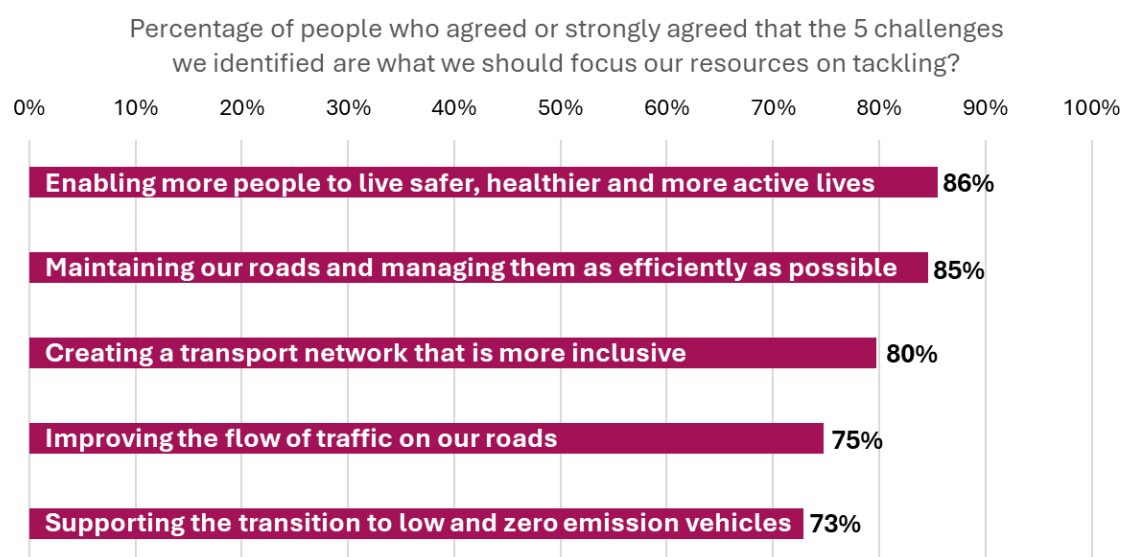 Percentage of people who agreed or strongly agreed that the 5 challenges
we identified are what we should focus our resources on tackling?
0% 10% 20% 30% 40% 50% 60% 70% 80% 90% 100%
Enabling more people to live safer, healthier and more active lives 86%
Maintaining our roads and managing them as efficiently as possible 85%
Creating a transport network that is more inclusive 80%
Improving the flow of traffic on our roads 75%
Supporting the transition to low and zero emission vehicles 73%